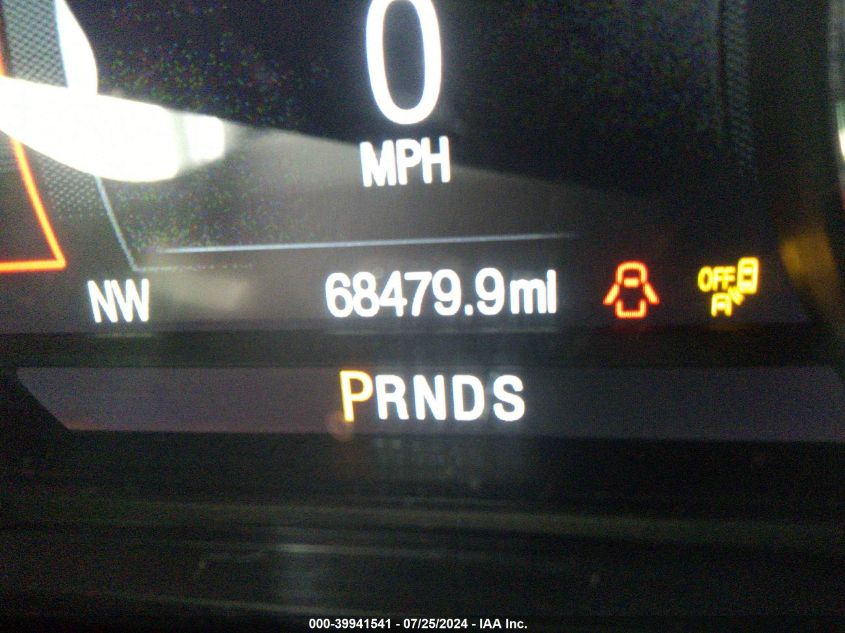 0
MPH
NW 68479.9mi OFF
PRNDS
000-39941541 - 07/25/2024 - IAA Inc.